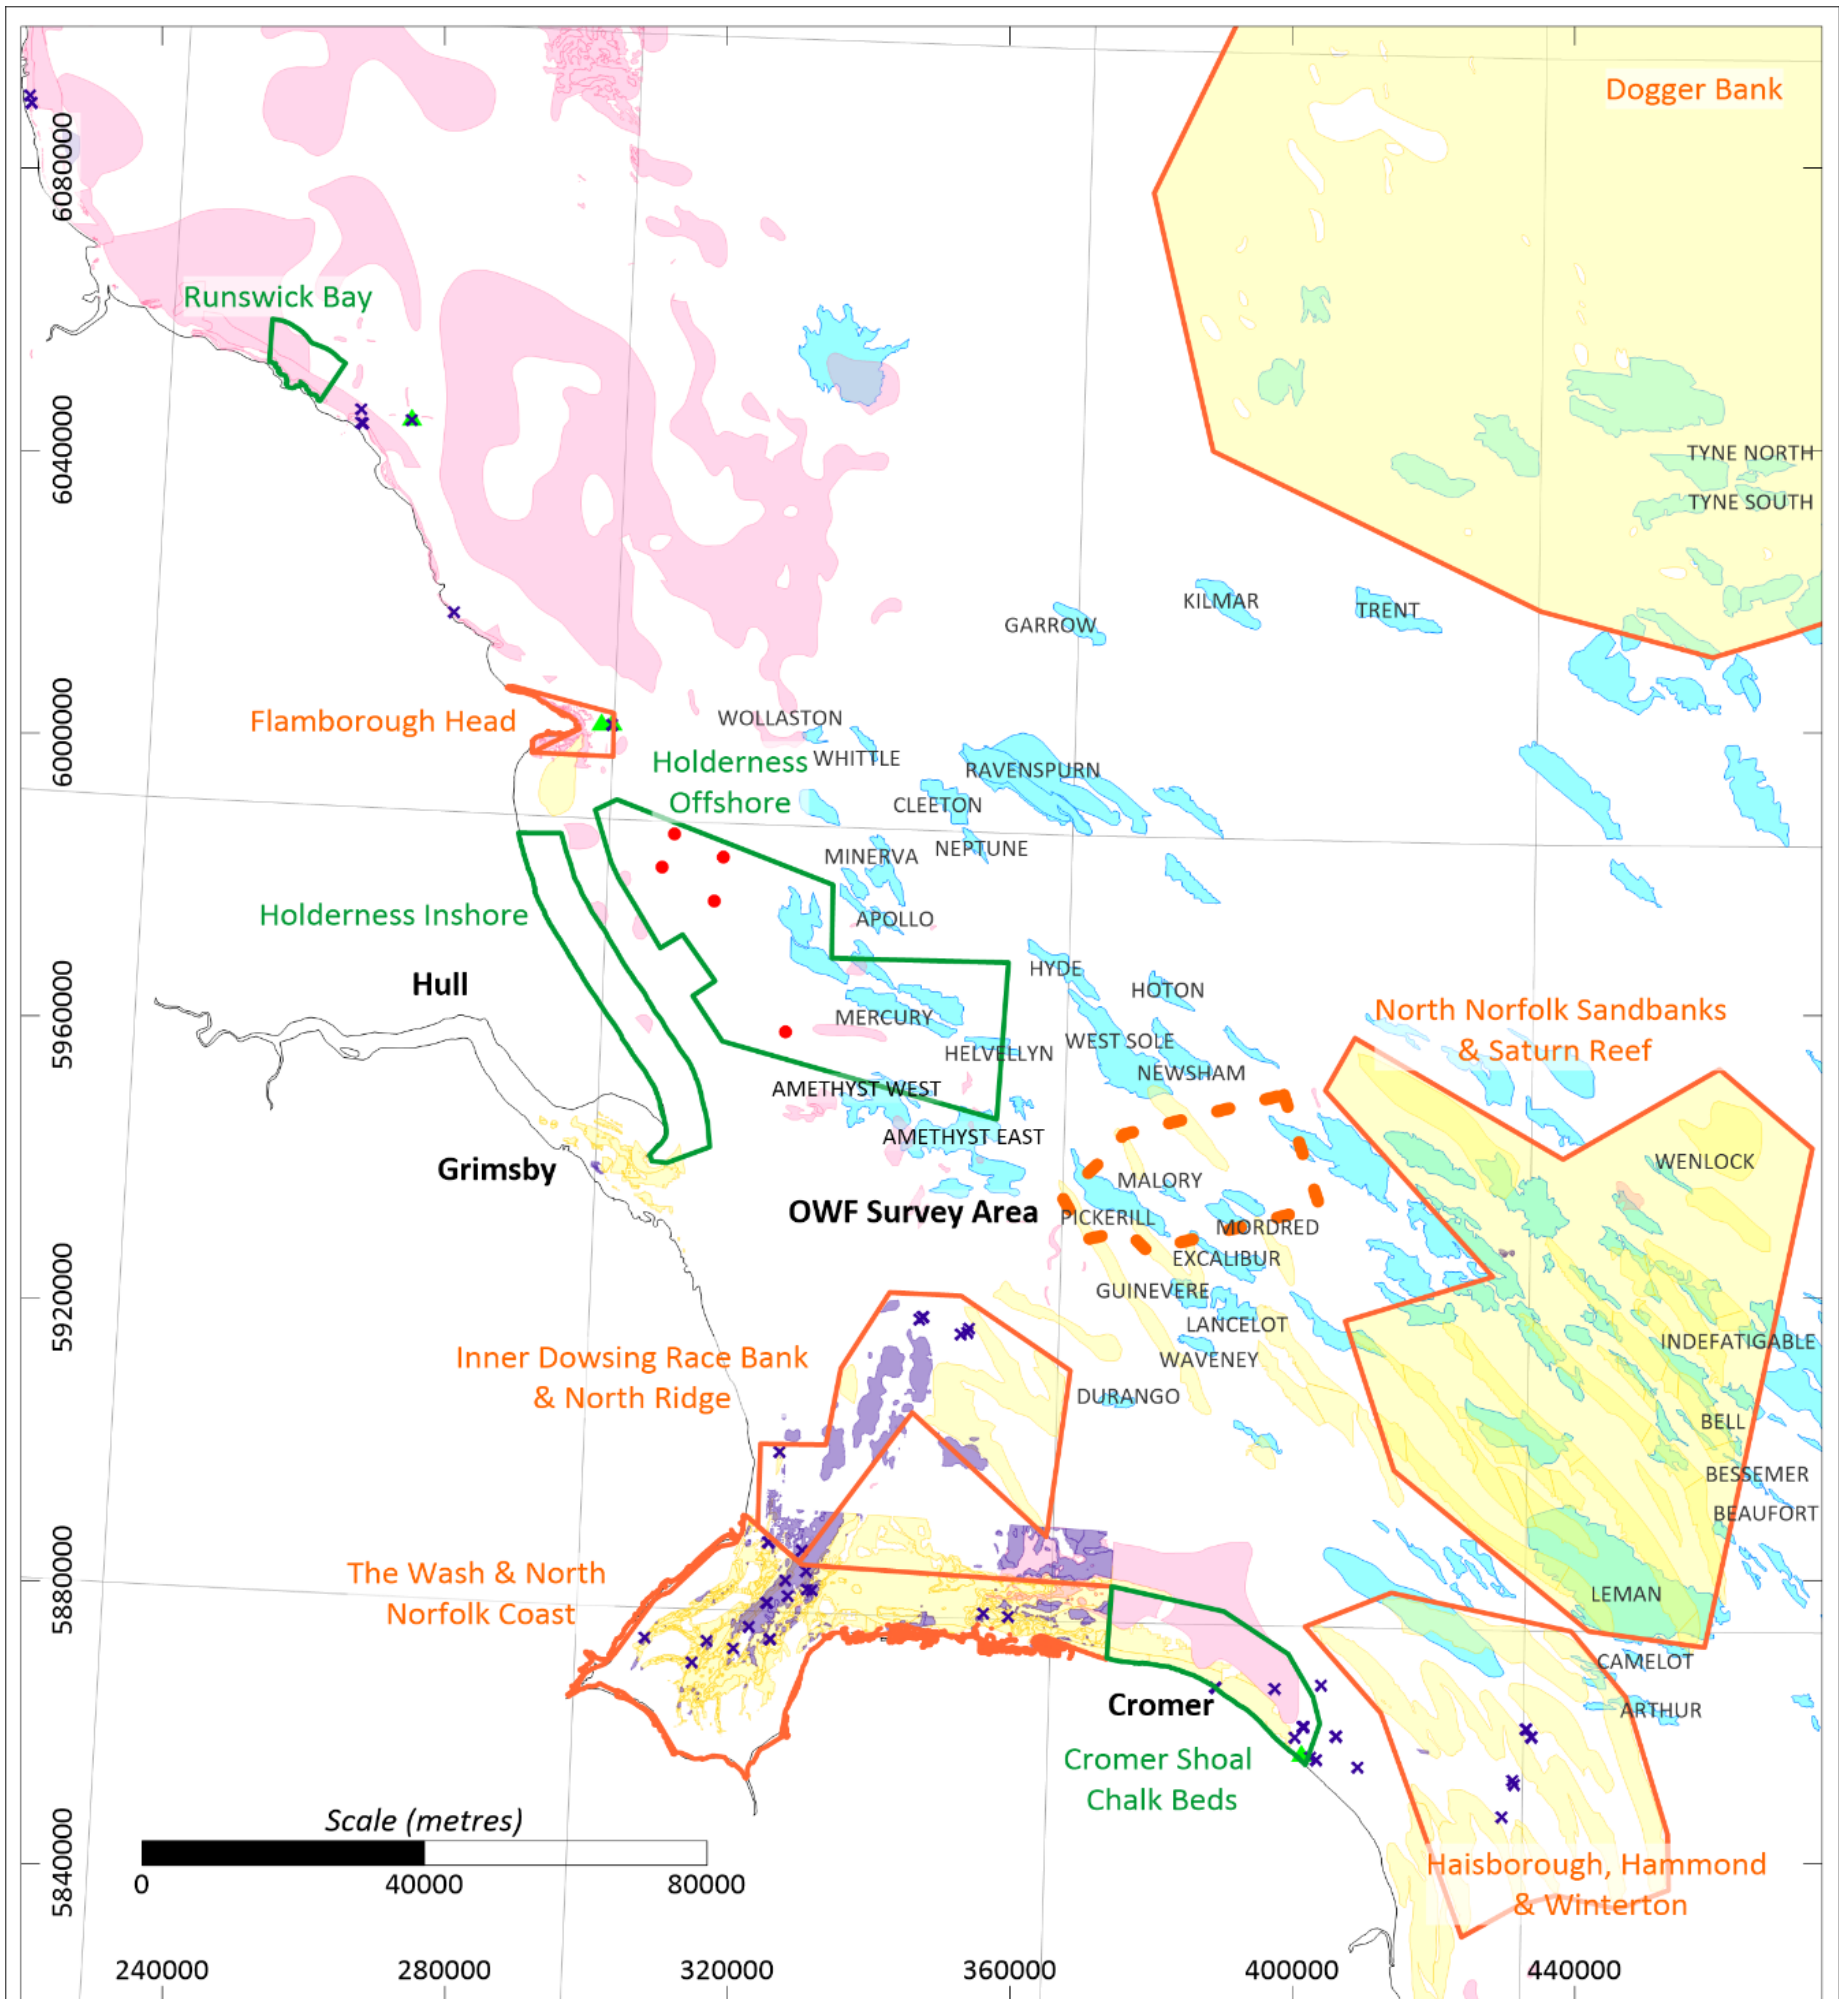 Dogger Bank
6080000
Runswick Bay
6040000
TYNE NORTH
TYNE SOUTH
KILMAR
TRENT
GARROW
6000000
Flamborough Head
WOLLASTON
WHITTLE
Holderness
Offshore
RAVENSPURN
CLEETON
MINERVA
NEPTUNE
Holderness Inshore
APOLLO
Hull
HYDE
HOTON
5960000
North Norfolk Sandbanks
& Saturn Reef
MERCURY
HELVELLYN
WEST SOLE
NEWSHAM
AMETHYST WEST
AMETHYST EAST
Grimsby
WENLOCK
MALORY
OWF Survey Area
PICKERILL
MORDRED
EXCALIBUR
5920000
GUINEVERE
LANCELOT
INDEFATIGABLE
Inner Dowsing Race Bank
& North Ridge
WAVENEY
DURANGO
BELL
BESSEMER
BEAUFORT
5880000
The Wash & North
Norfolk Coast
LEMAN
CAMELOT
Cromer
ARTHUR
Cromer Shoal
Chalk Beds
Scale (metres)
0
40000
80000
5840000
Haisborough, Hammond
& Winterton
240000
280000
320000
360000
400000
440000